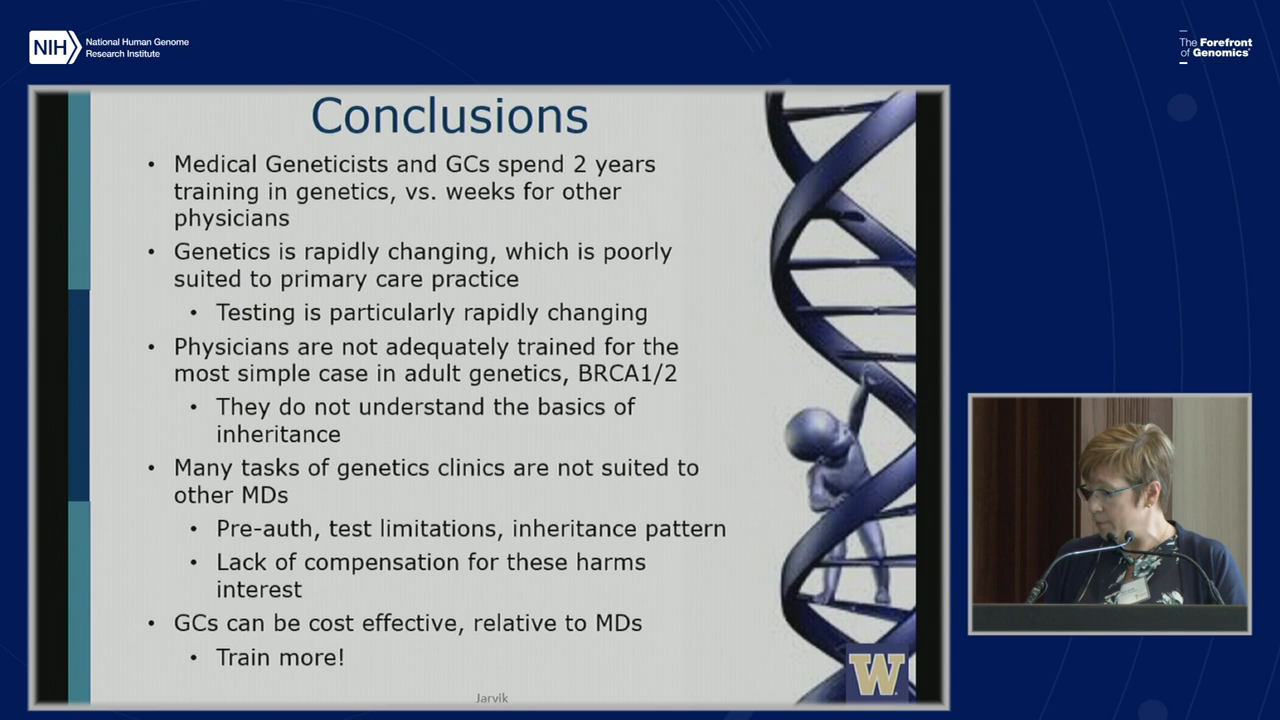 NIH
National Human Genome
Research Institute
The Forefront
of Genomics®
Conclusions
• Medical Geneticists and GCs spend 2 years
training in genetics, vs. weeks for other
physicians
• Genetics is rapidly changing, which is poorly
suited to primary care practice
• Testing is particularly rapidly changing
• Physicians are not adequately trained for the
most simple case in adult genetics, BRCA1/2
• They do not understand the basics of
inheritance
• Many tasks of genetics clinics are not suited to
other MDs
• Pre-auth, test limitations, inheritance pattern
• Lack of compensation for these harms
interest
• GCs can be cost effective, relative to MDs
• Train more!
Jarvik
W